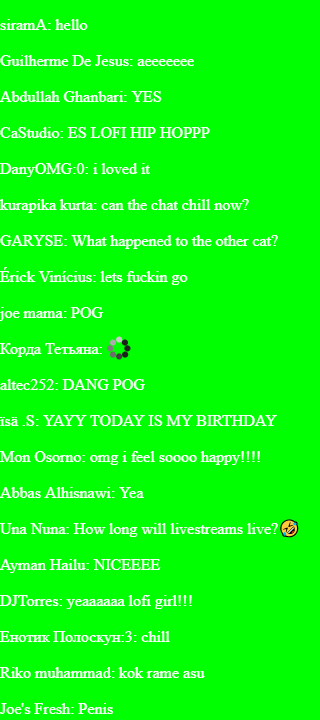 siramA: hello
Guilherme De Jesus: aeeeeeee
Abdullah Ghanbari: YES
CaStudio: ES LOFI HIP HOPPP
DanyOMG:0: i loved it
kurapika kurta: can the chat chill now?
GARYSE: What happened to the other cat?
Érick Vinícius: lets fuckin go
joe mama: POG
Корда Тетьяна:
altec252: DANG POG
ïsä .S: YAYY TODAY IS MY BIRTHDAY
Mon Osorno: omg i feel soooo happy!!!!
Abbas Alhisnawi: Yea
Una Nuna: How long will livestreams live?🤣
Ayman Hailu: NICEEEE
DJTorres: yeaaaaaa lofi girl!!!
Енотик Полоскун:3: chill
Riko muhammad: kok rame asu
Joe's Fresh: Penis